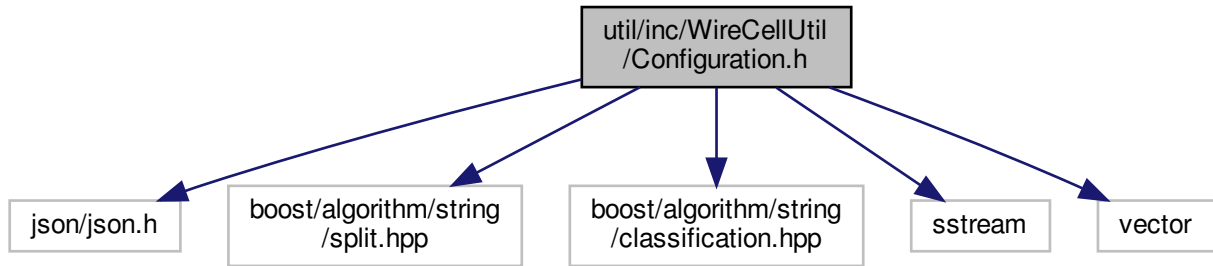 util/inc/WireCellUtil
/Configuration.h
json/json.h
boost/algorithm/string
/split.hpp
boost/algorithm/string
/classification.hpp
sstream
vector